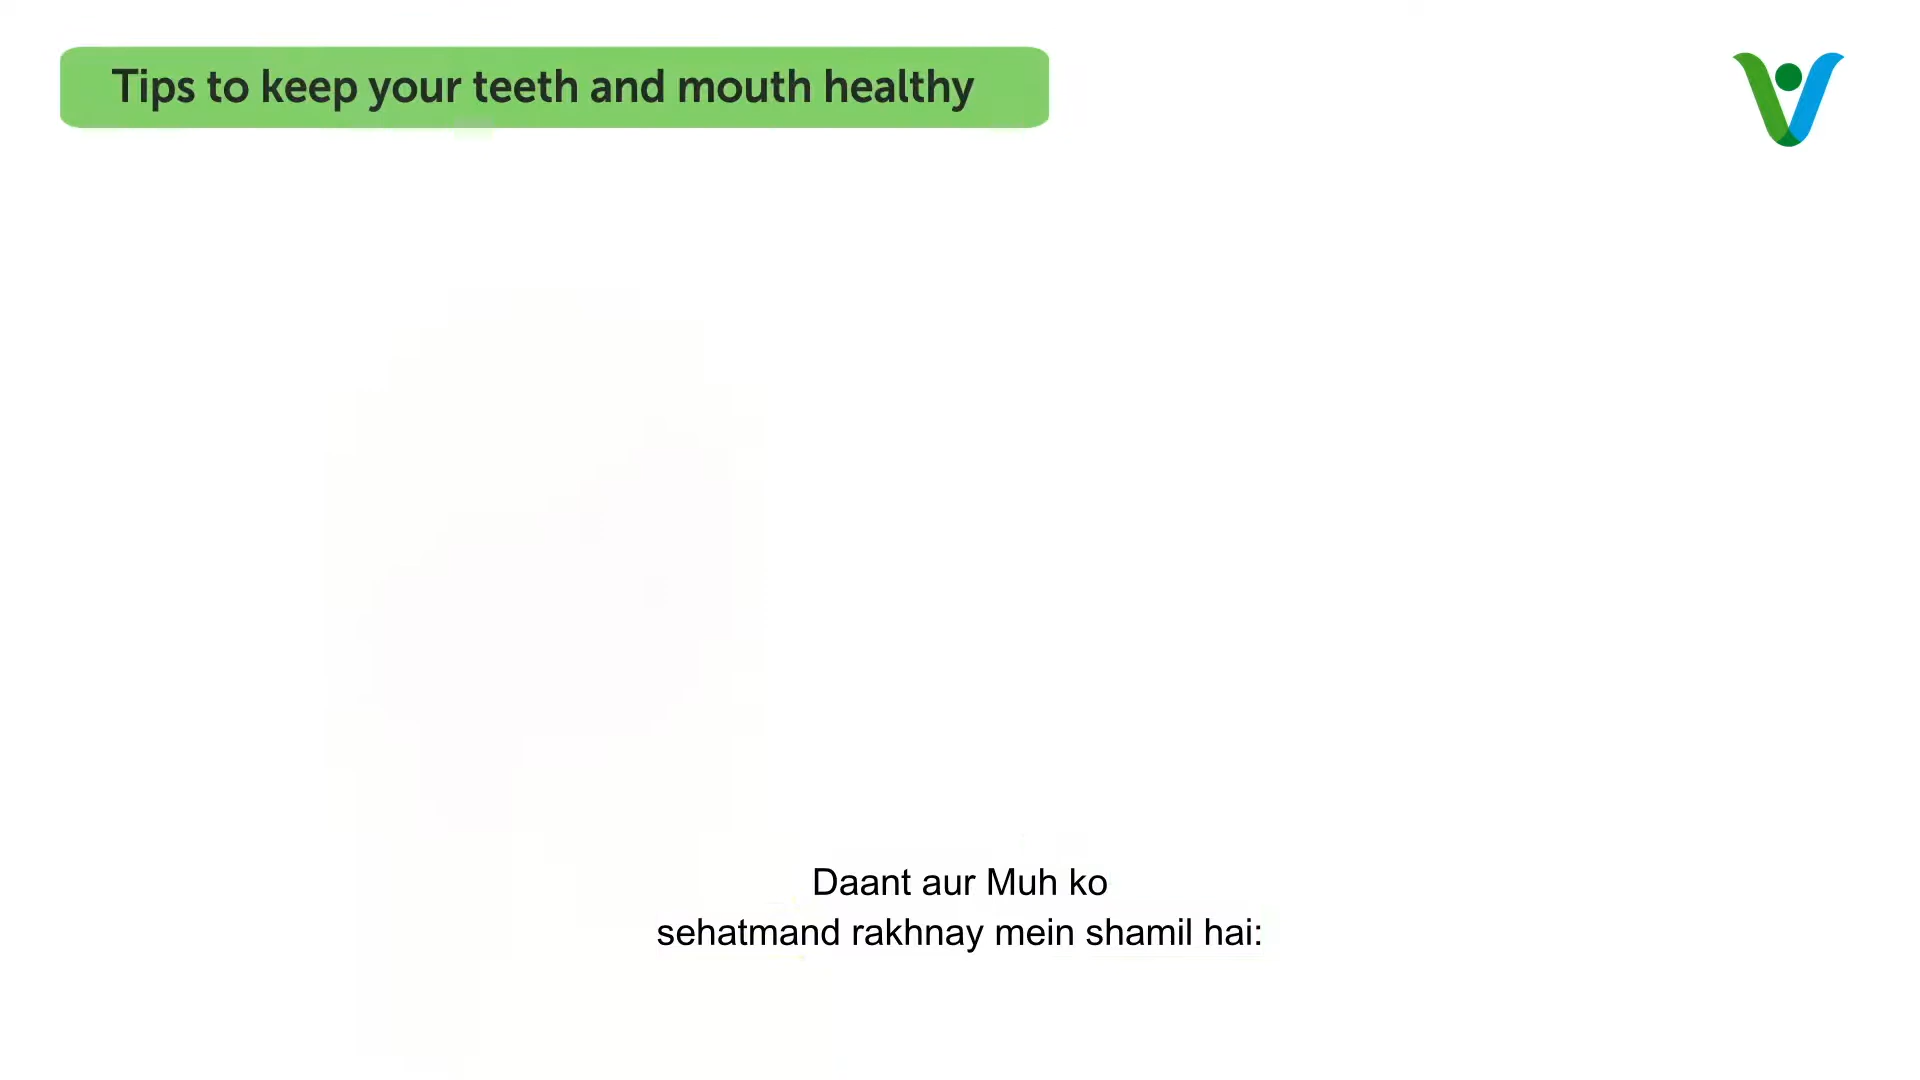 Tips to keep your teeth and mouth healthy
Daant aur Muh ko
sehatmand rakhnay mein shamil hai: